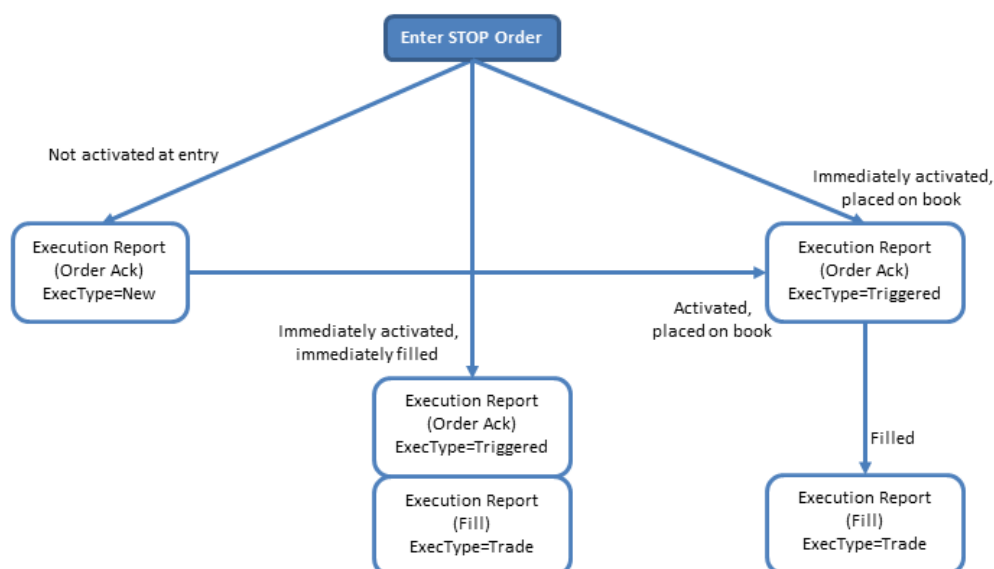 Enter STOP Order
Not activated at entry
Immediately activated,
placed on book
Execution Report
(Order Ack)
ExecType=New
Execution Report
(Order Ack)
ExecType=Triggered
Activated,
placed on book
Immediately activated,
immediately filled
Execution Report
(Order Ack)
ExecType=Triggered
Filled
Execution Report
(Fill)
ExecType=Trade
Execution Report
(Fill)
ExecType=Trade